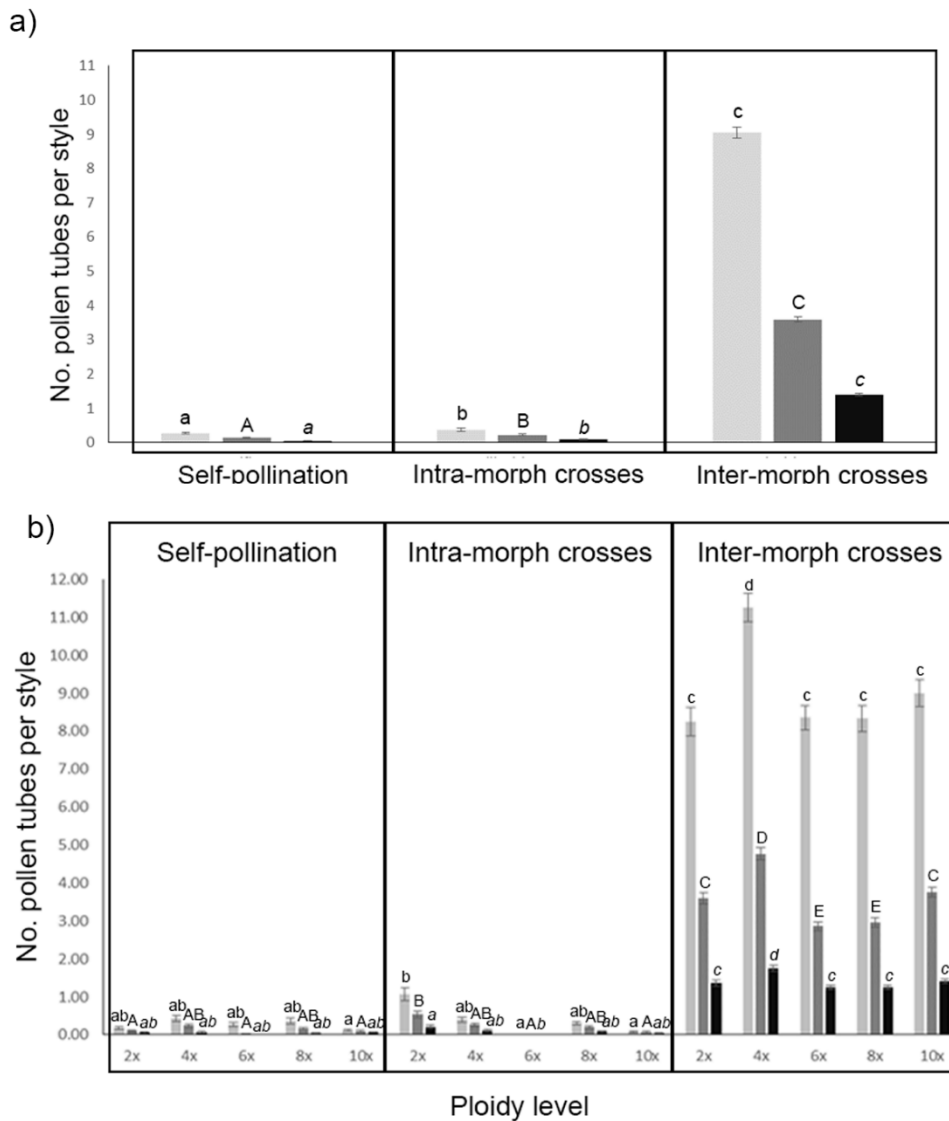 a)
No. pollen tubes per style
11
10
9
8
7
6
5
4
3
2
1
0
a A a
b B b
c C c
Self-pollination Intra-morph crosses Inter-morph crosses
b)
Self-pollination Intra-morph crosses Inter-morph crosses
No. pollen tubes per style
12.00
11.00
10.00
9.00
8.00
7.00
6.00
5.00
4.00
3.00
2.00
1.00
0.00
ab A ab
ab AB ab
ab A ab
ab AB ab
a A ab
b B a
ab AB ab
a A b
ab AB ab
a A ab
c C c
d D d
c E c
c E c
c C c
2x 4x 6x 8x 10x 2x 4x 6x 8x 10x 2x 4x 6x 8x 10x
Ploidy level